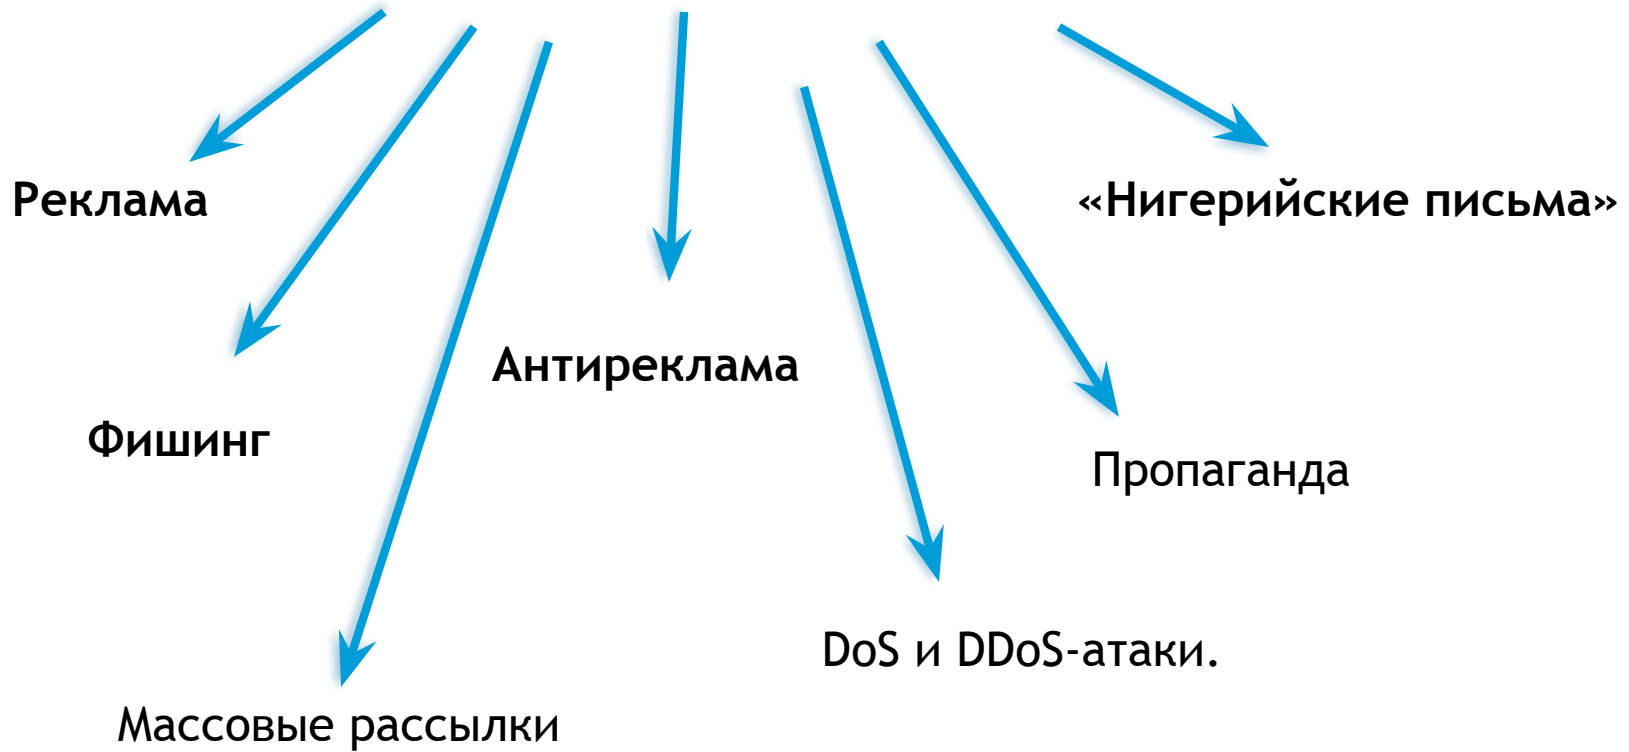 Реклама
«Нигерийские письма»
Антиреклама
Фишинг
Пропаганда
DoS и DDoS-атаки.
Массовые рассылки